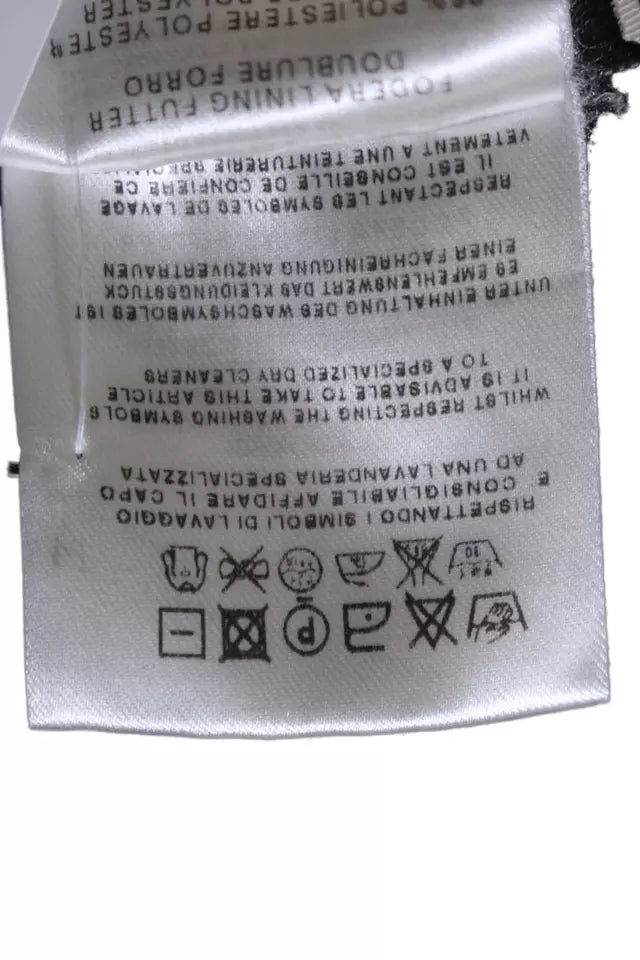 P
30
RISPETTANDO I SIMBOLI DI LAVAGGIO
E CONSIGLIABILE AFFIDARE IL CAPO
AD UNA LAVANDERIA SPECIALIZZATA
WHILST RESPECTING THE WASHING SYMBOLS
IT IS ADVISABLE TO TAKE THIS ARTICLE
TO A SPECIALIZED DRY CLEANERS
UNTER EINHALTUNG DES WASCHSYMBOLES IST
ES EMPFEHLENSWERT DAS KLEIDUNGSSTUCK
EINER FACHREINIGUNG ANZUVERTRAUEN
RESPECTANT LES SYMBOLES DE LAVAGE
IL EST CONSEILLE DE CONFIERE CE
VETEMENT A UNE TEINTURERIE
FODERA LINING FUTTER
DOUBLURE FORRO
POLIESTERE POLYESTER